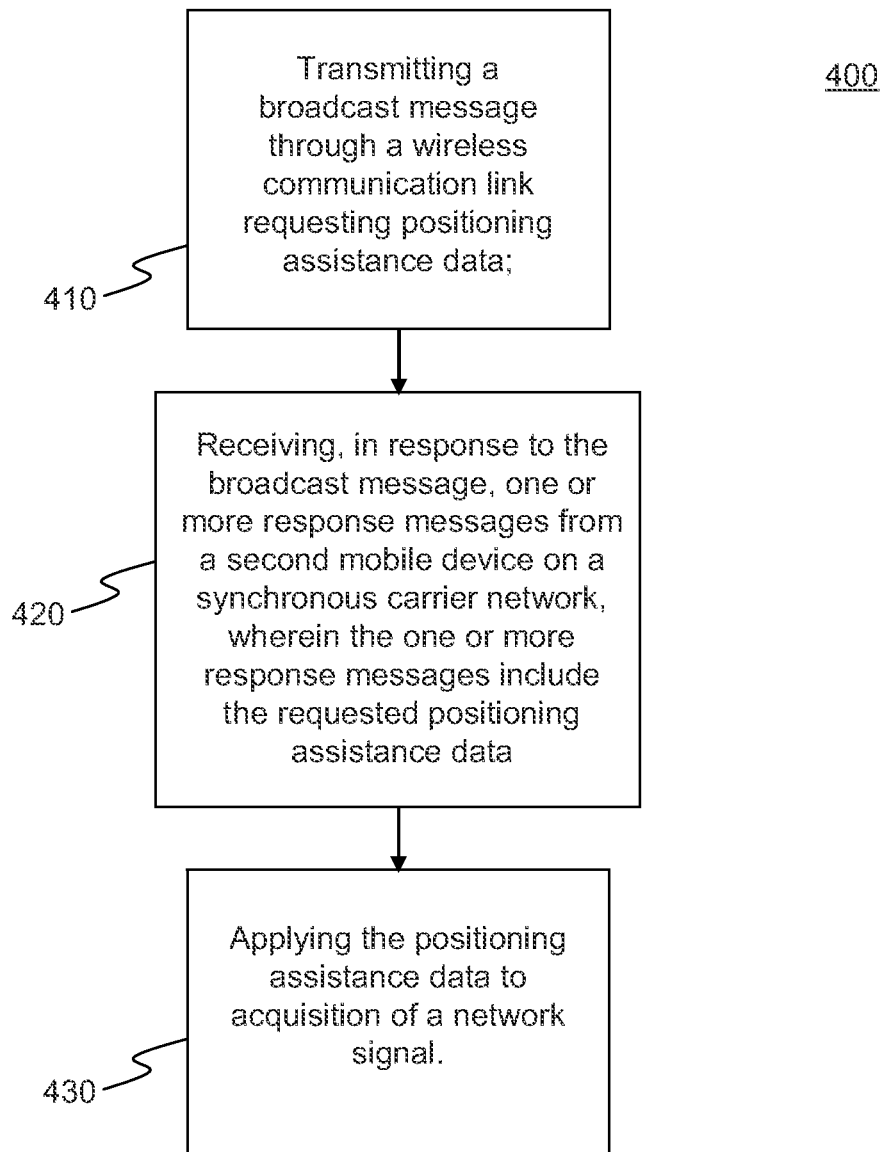 400
Transmitting a
broadcast message
through a wireless
communication link
requesting positioning
assistance data;
410
Receiving, in response to the
broadcast message, one or
more response messages from
a second mobile device on a
synchronous carrier network,
wherein the one or more
response messages include
the requested positioning
assistance data
420
Applying the positioning
assistance data to
acquisition of a network
signal.
430